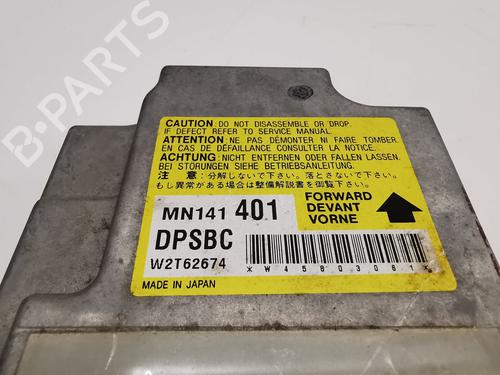 B-PARTS
CAUTION: DO NOT DISASSEMBLE OR DROP.
IF DEFECT REFER TO SERVICE MANUAL.
ATTENTION: NE PAS DÉMONTER NI FAIRE TOMBER.
EN CAS DE DÉFAILLANCE CONSULTER LA NOTICE.
ACHTUNG: NICHT ENTFERNEN ODER FALLEN LASSEN.
BEI STÖRUNGEN SIEHE BETRIEBSANLEITUNG.
注 意: 分解しないで下さい。落とさないで下さい。
もし異常がある場合は整備解説書を御覧下さい。
MN141 401
FORWARD
DEVANT
VORNE
DPSBC
W2T62674
*W45803061*
MADE IN JAPAN